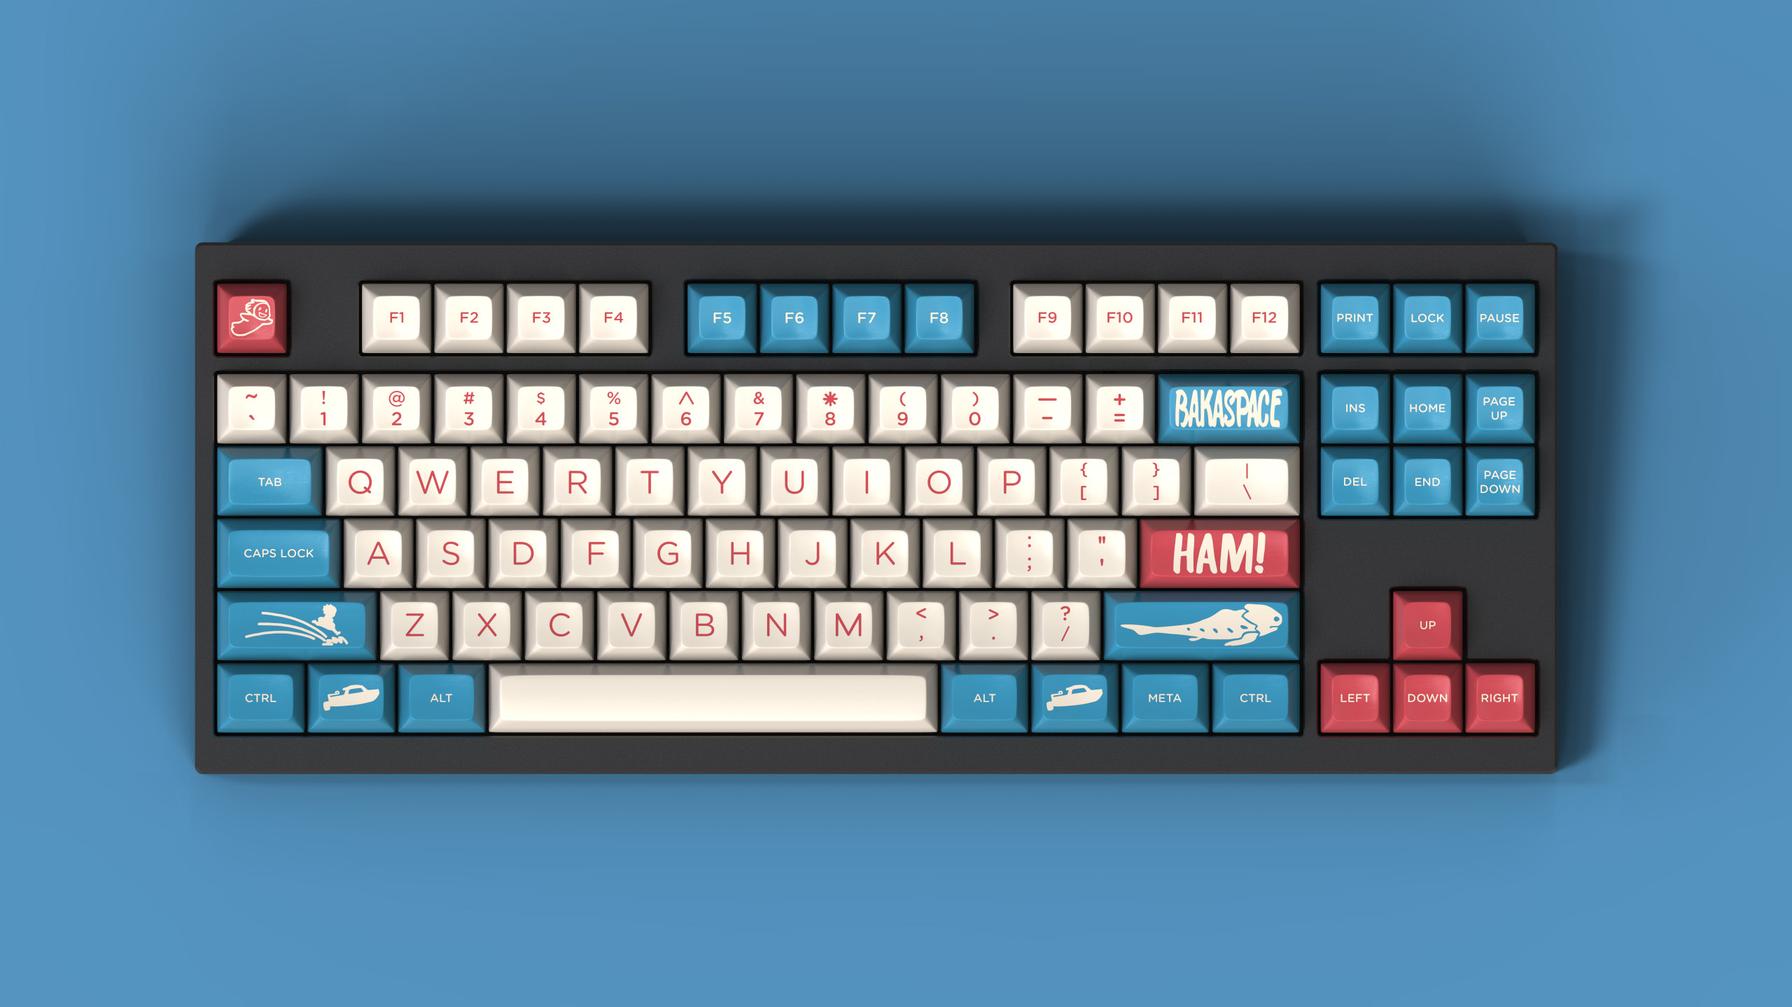 F1 F2 F3 F4 F5 F6 F7 F8 F9 F10 F11 F12 PRINT LOCK PAUSE
~ ! @ # $ % ^ & * ( ) — +
` 1 2 3 4 5 6 7 8 9 0 - = BAKASPACE INS HOME PAGE UP
TAB Q W E R T Y U I O P { [ } ] | \ DEL END PAGE DOWN
CAPS LOCK A S D F G H J K L : ; " ' HAM!
Z X C V B N M < , > . ? / UP
CTRL ALT ALT META CTRL LEFT DOWN RIGHT